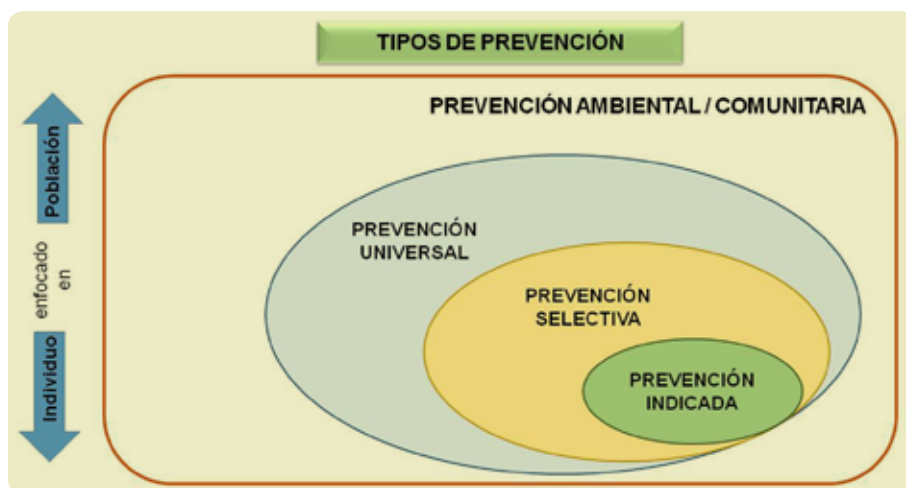 TIPOS DE PREVENCIÓN
PREVENCIÓN AMBIENTAL / COMUNITARIA
Población
enfocado
en
Individuo
PREVENCIÓN
UNIVERSAL
PREVENCIÓN
SELECTIVA
PREVENCIÓN
INDICADA